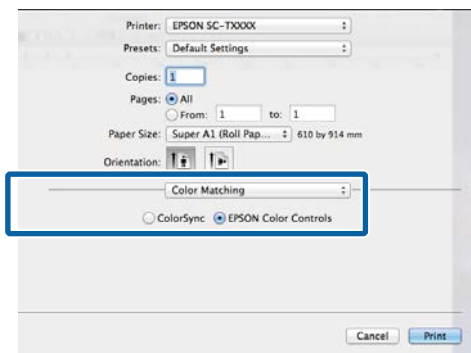 Printer: EPSON SC-TXXXX
Presets: Default Settings
Copies: 1
Pages: All
From: 1 to: 1
Paper Size: Super A1 (Roll Pap... 610 by 914 mm
Orientation:
Color Matching
ColorSync EPSON Color Controls
Cancel Print